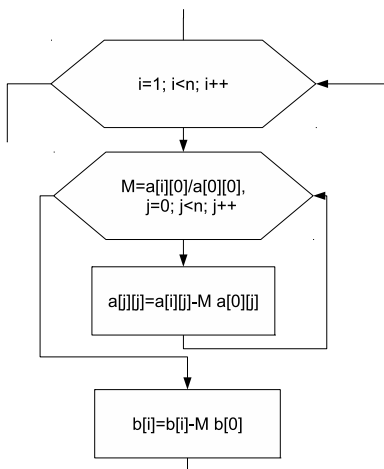 i=1; i<n; i++
M=a[i][0]/a[0][0],
j=0; j<n; j++
a[j][j]=a[i][j]-M a[0][j]
b[i]=b[i]-M b[0]